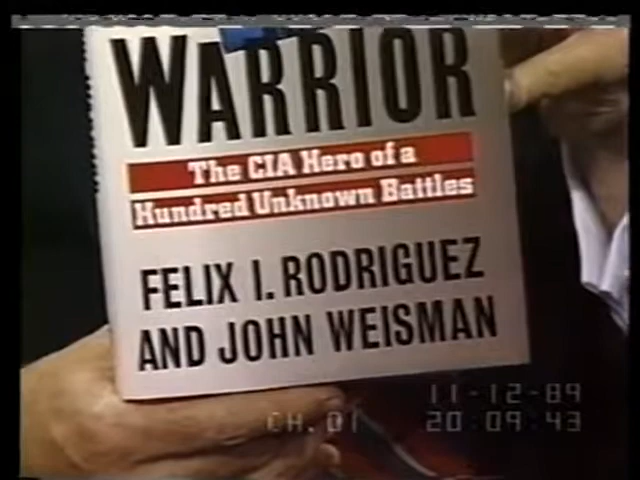 WARRIOR
The CIA Hero of a
Hundred Unknown Battles
FELIX I. RODRIGUEZ
AND JOHN WEISMAN
11-12-89
CH.01 20:09:43